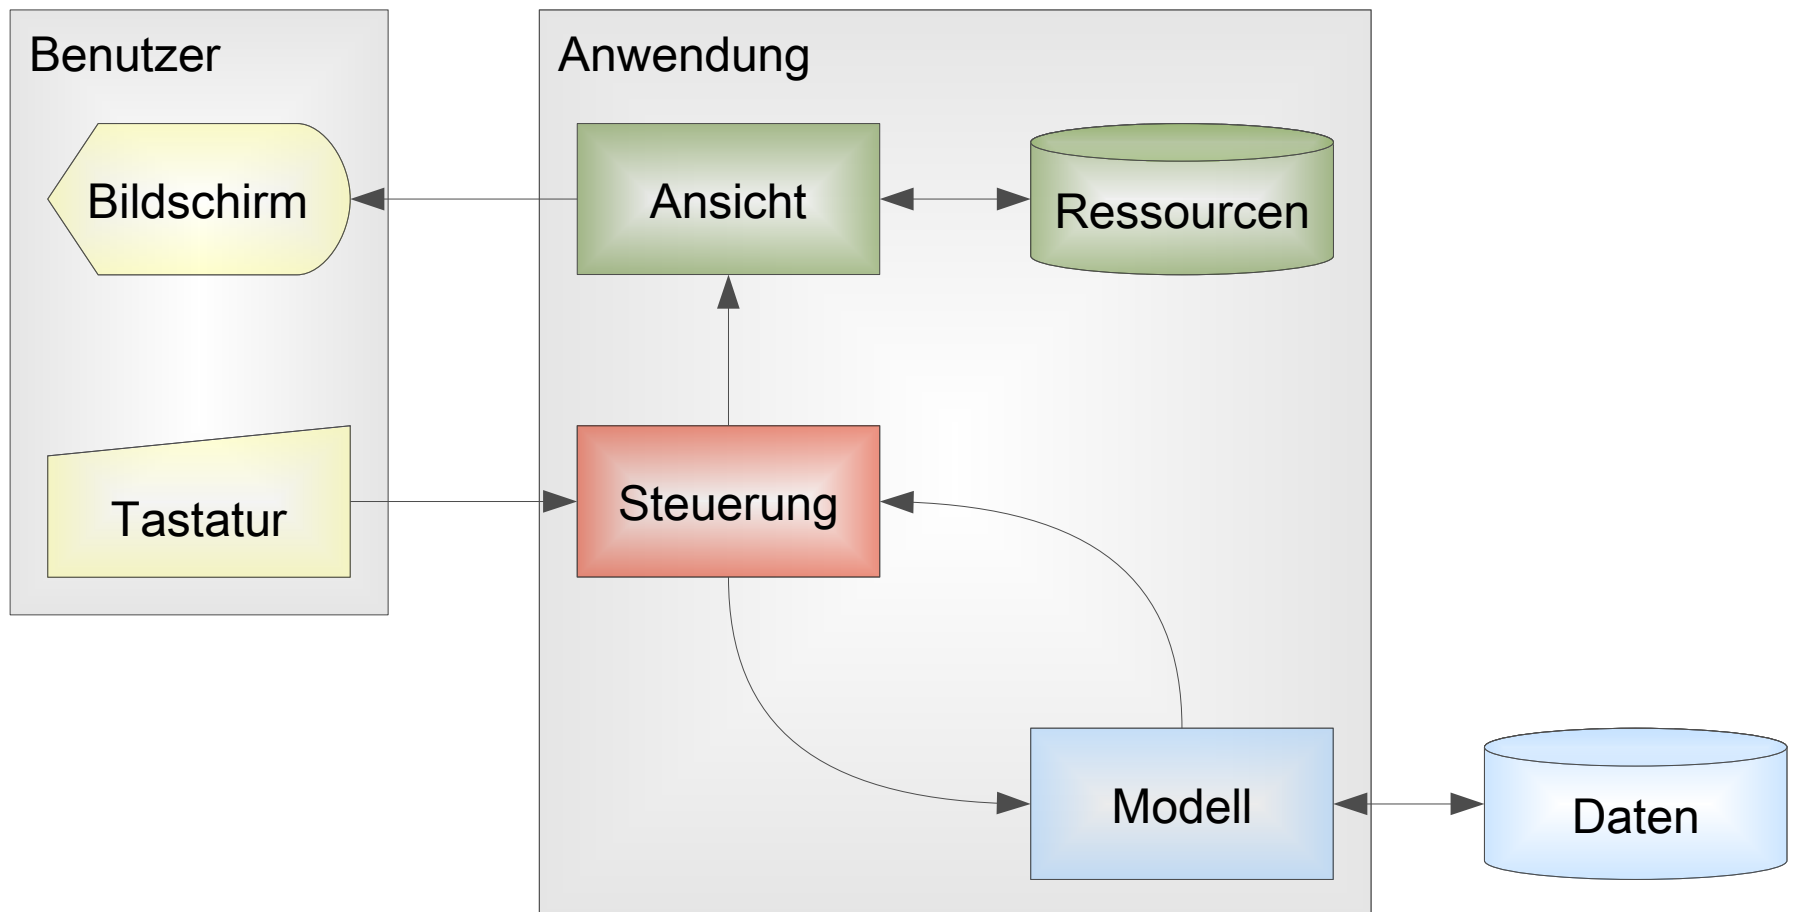 Benutzer
Anwendung
Bildschirm
Ansicht
Ressourcen
Tastatur
Steuerung
Modell
Daten